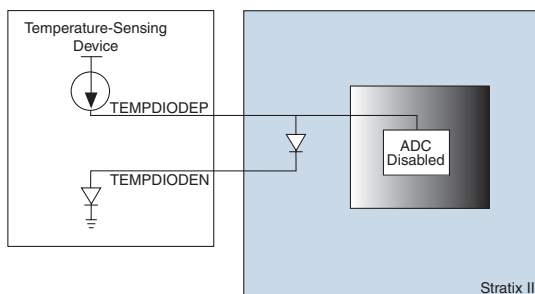 Temperature-Sensing
Device
TEMPDIODEP
TEMPDIODEN
ADC
Disabled
Stratix II